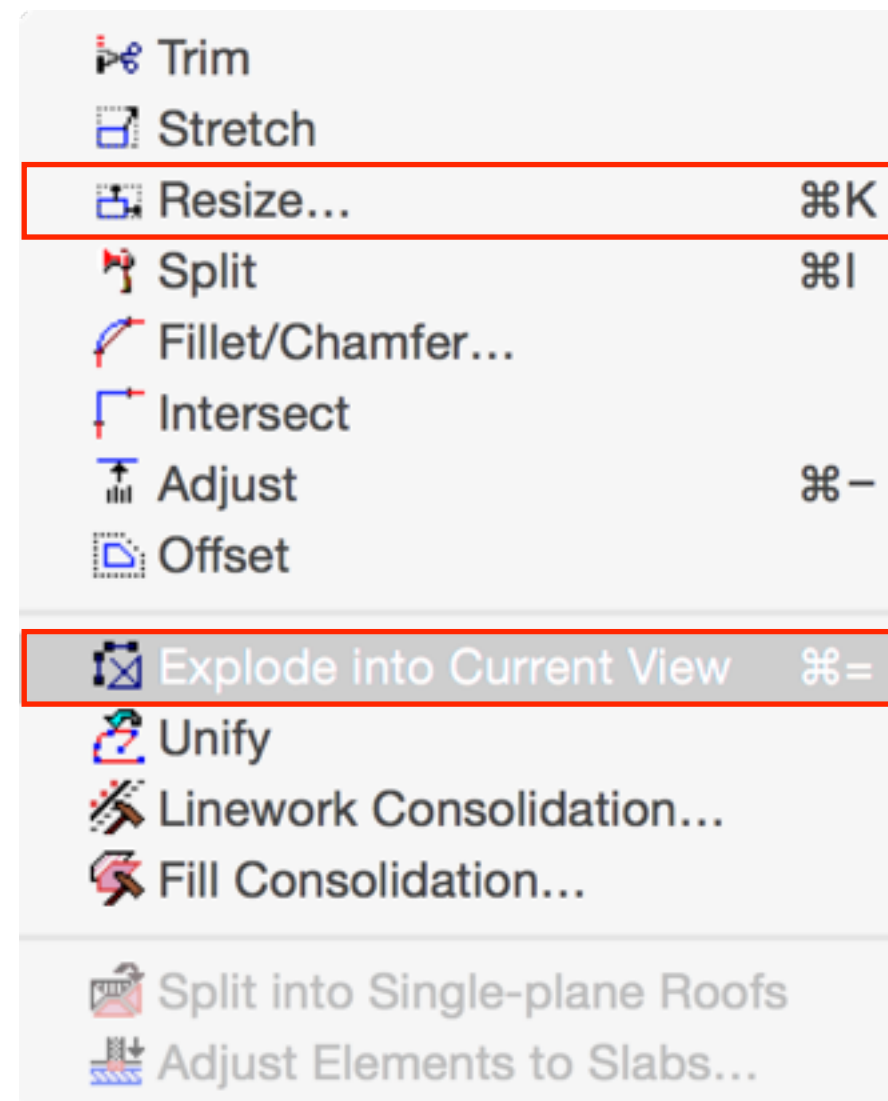 Trim
Stretch
Resize... ⌘K
Split ⌘I
Fillet/Chamfer...
Intersect
Adjust ⌘–
Offset
Explode into Current View ⌘=
Unify
Linework Consolidation...
Fill Consolidation...
Split into Single-plane Roofs
Adjust Elements to Slabs...